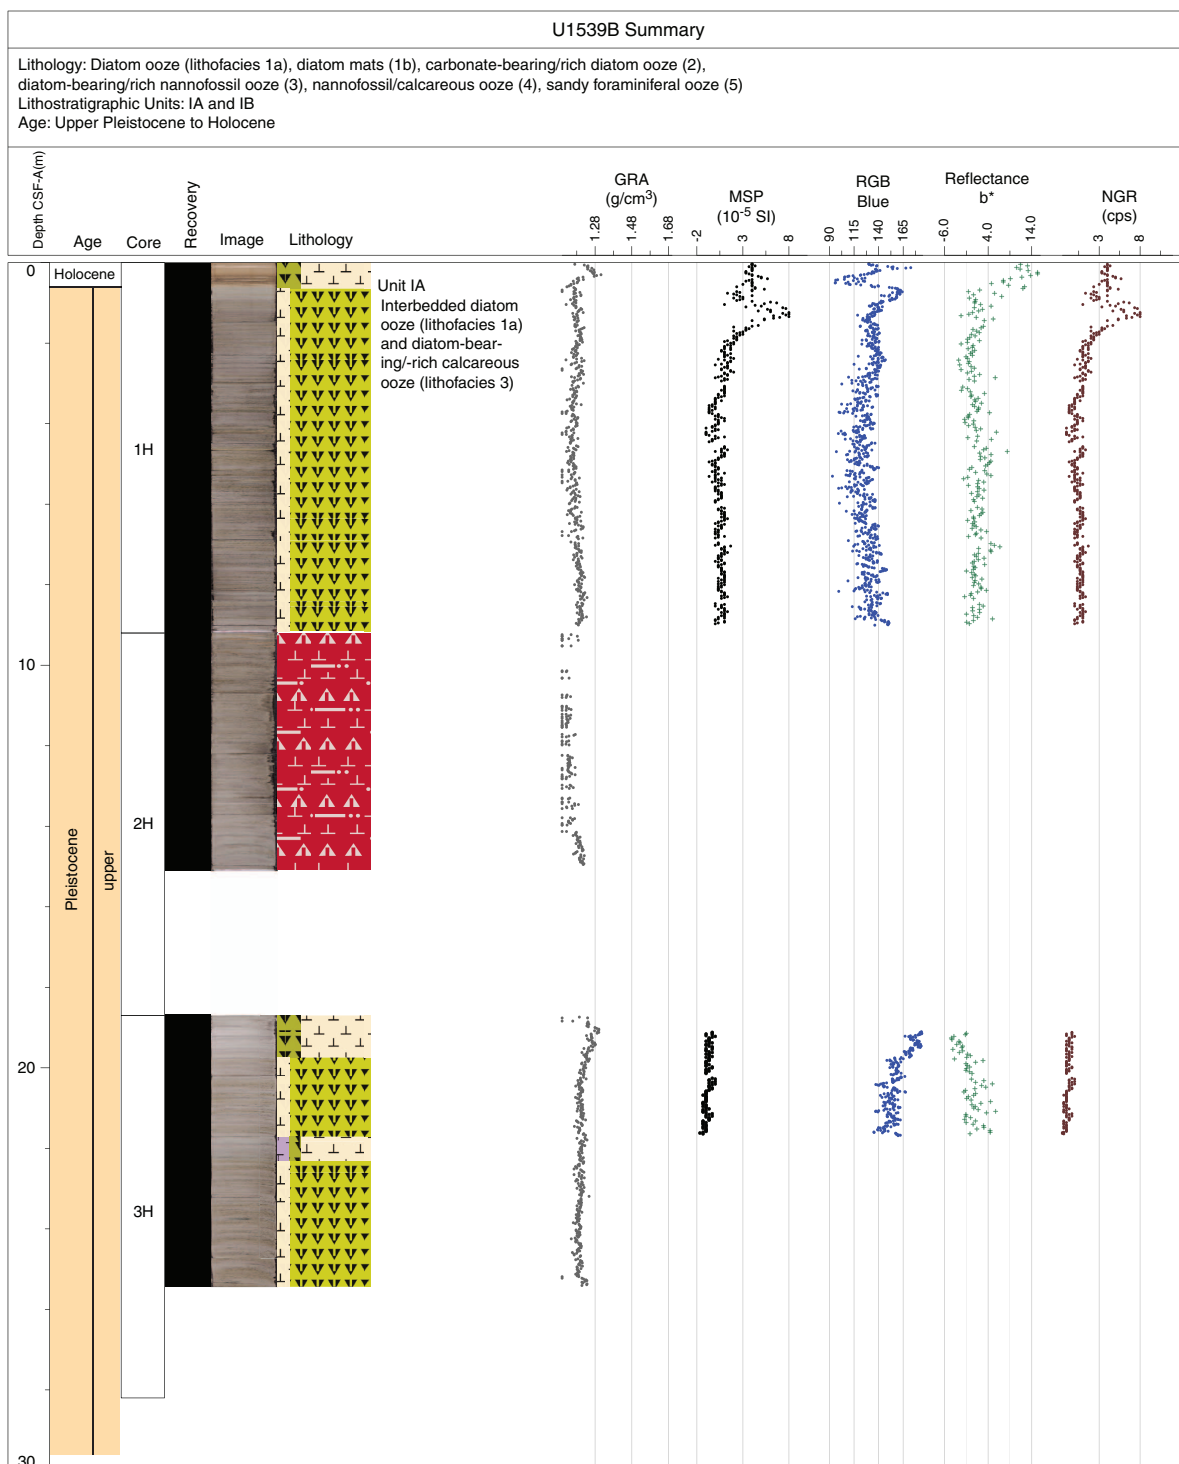 U1539B Summary
Lithology: Diatom ooze (lithofacies 1a), diatom mats (1b), carbonate-bearing/rich diatom ooze (2),
diatom-bearing/rich nannofossil ooze (3), nannofossil/calcareous ooze (4), sandy foraminiferal ooze (5)
Lithostratigraphic Units: IA and IB
Age: Upper Pleistocene to Holocene
Depth CSF-A(m)
Age
Core
Recovery
Image
Lithology
GRA
(g/cm3)
1.28
1.48
1.68
MSP
(10-5 SI)
-2
3
8
RGB
Blue
90
115
140
165
Reflectance
b*
-6.0
4.0
14.0
NGR
(cps)
3
8
0
Holocene
Unit IA
Interbedded diatom
ooze (lithofacies 1a)
and diatom-bear-
ing/-rich calcareous
ooze (lithofacies 3)
1H
10
2H
Pleistocene
upper
20
3H
30